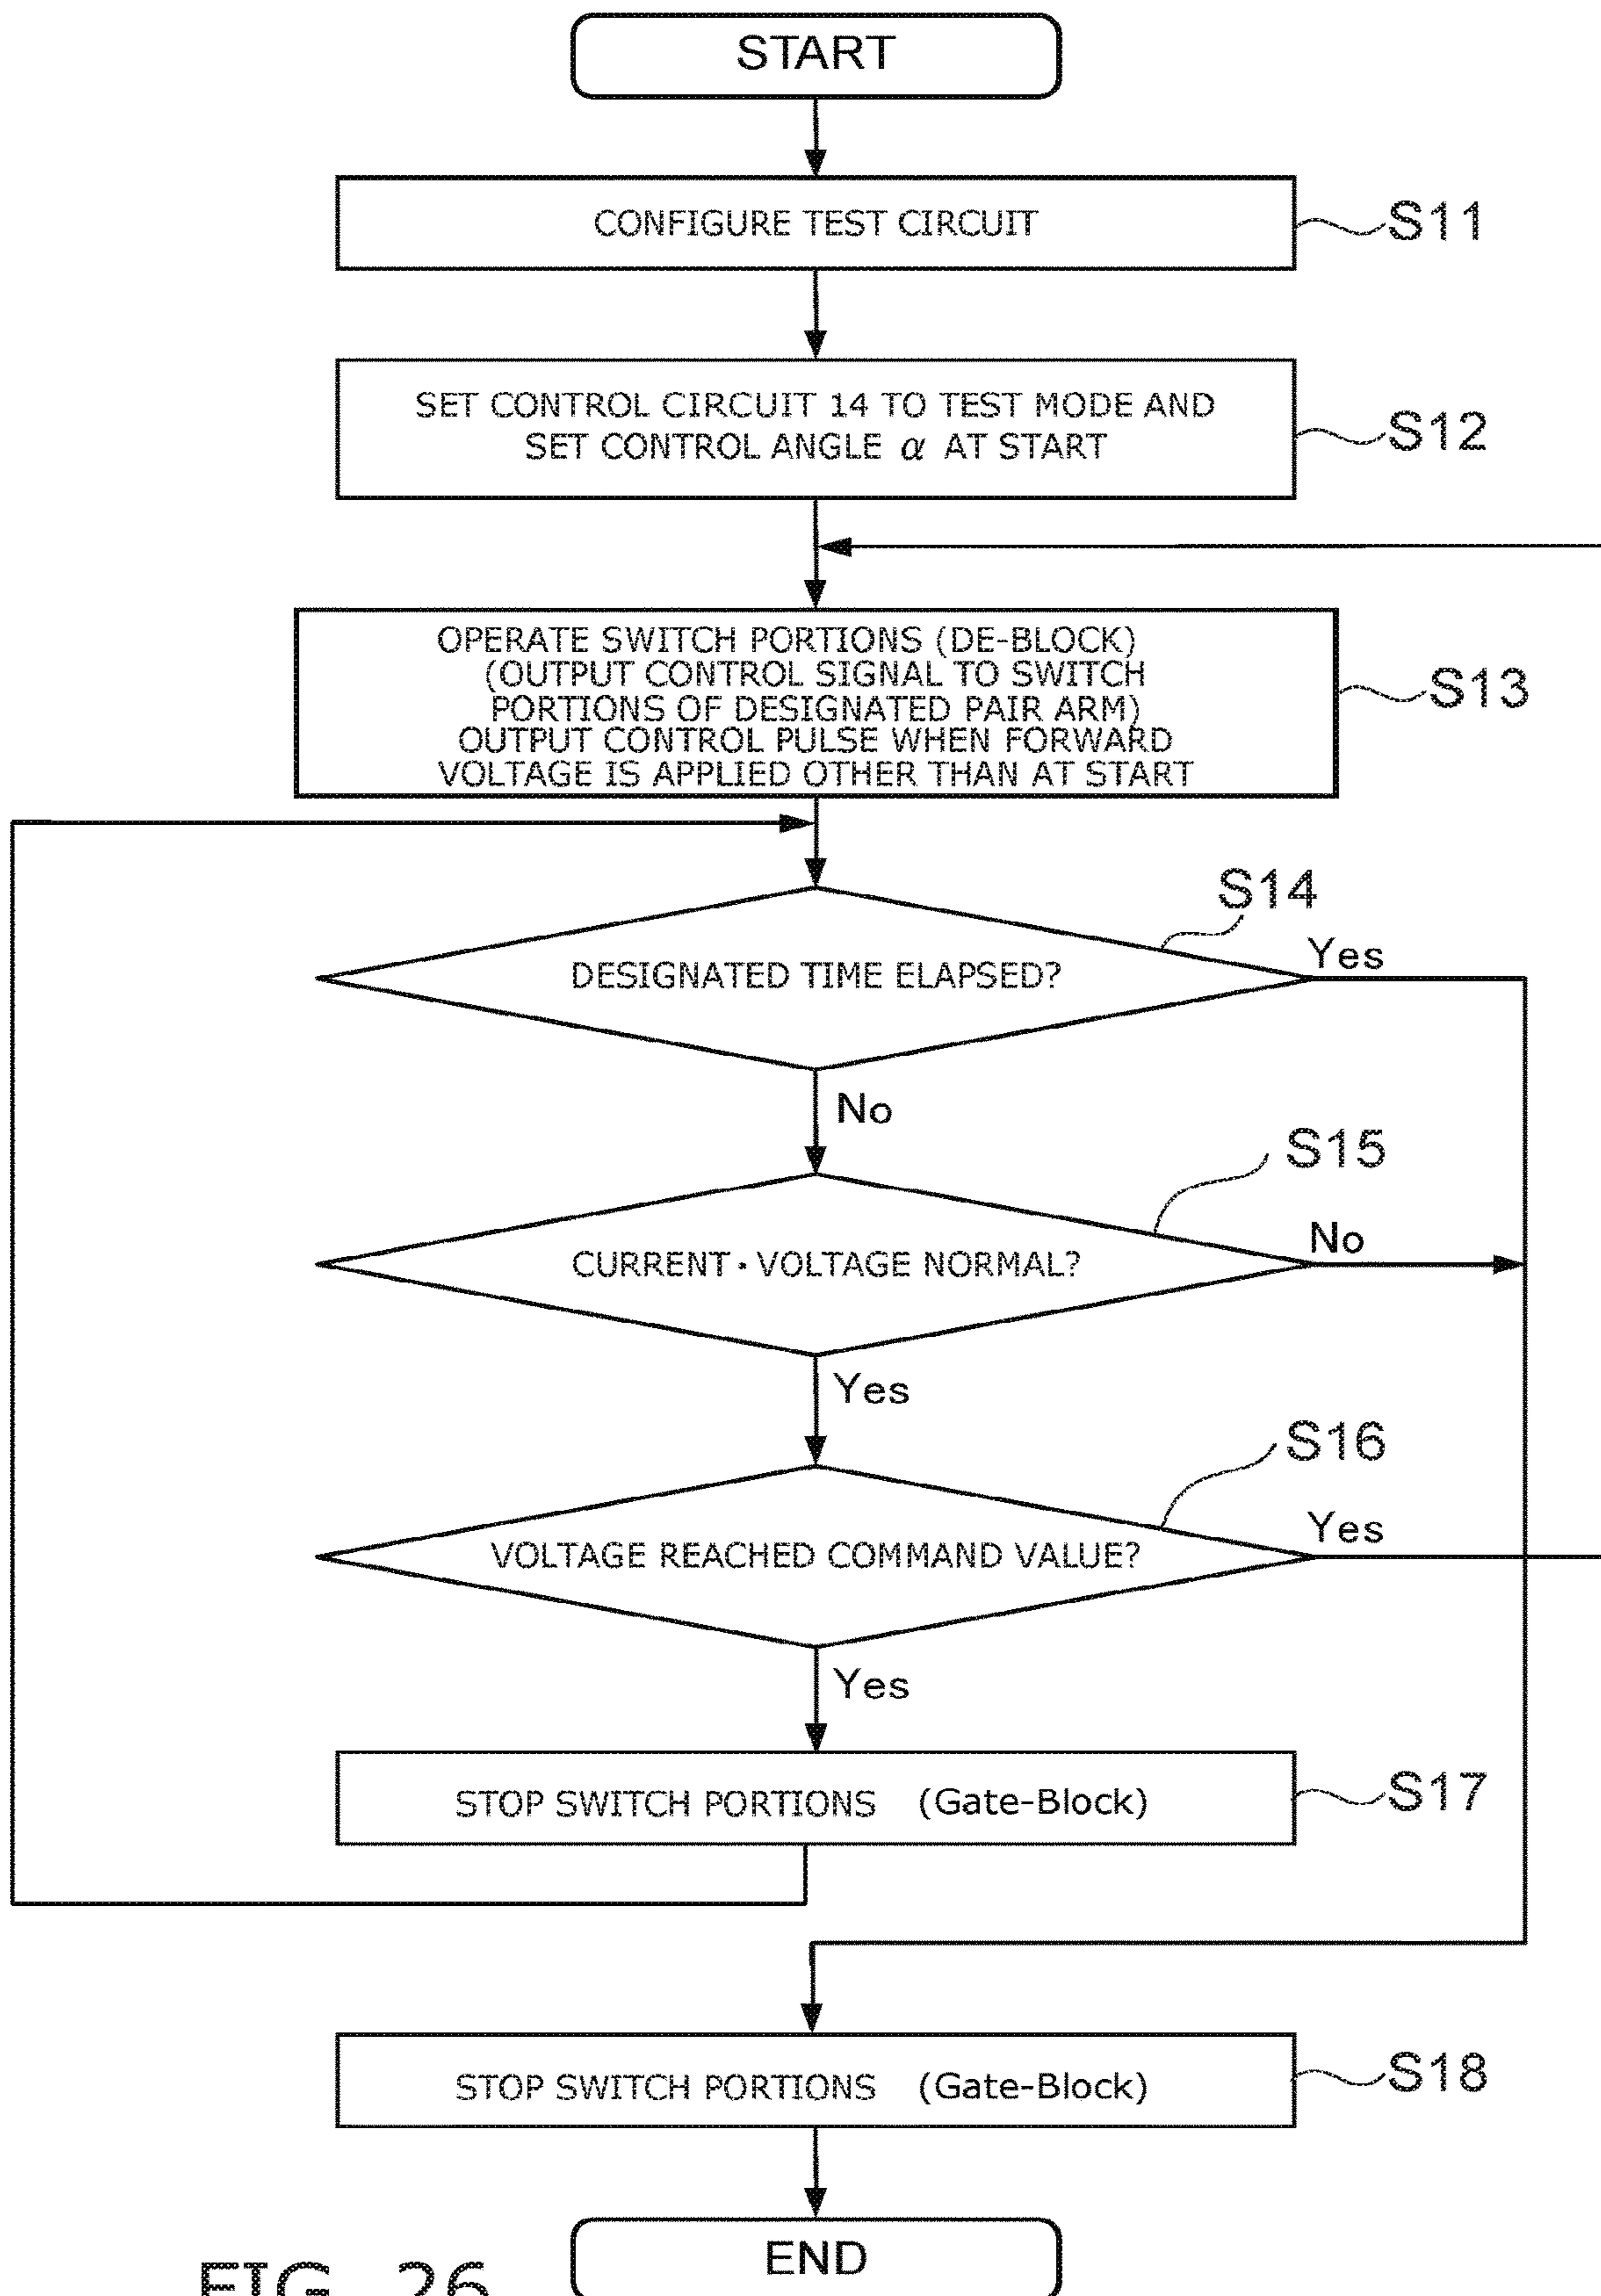 START
CONFIGURE TEST CIRCUIT
S11
SET CONTROL CIRCUIT 14 TO TEST MODE AND
SET CONTROL ANGLE α AT START
S12
OPERATE SWITCH PORTIONS (DE-BLOCK)
(OUTPUT CONTROL SIGNAL TO SWITCH
PORTIONS OF DESIGNATED PAIR ARM)
OUTPUT CONTROL PULSE WHEN FORWARD
VOLTAGE IS APPLIED OTHER THAN AT START
S13
S14
DESIGNATED TIME ELAPSED?
Yes
No
S15
CURRENT・VOLTAGE NORMAL?
No
Yes
S16
VOLTAGE REACHED COMMAND VALUE?
Yes
Yes
STOP SWITCH PORTIONS (Gate-Block)
S17
STOP SWITCH PORTIONS (Gate-Block)
S18
END
FIG. 26